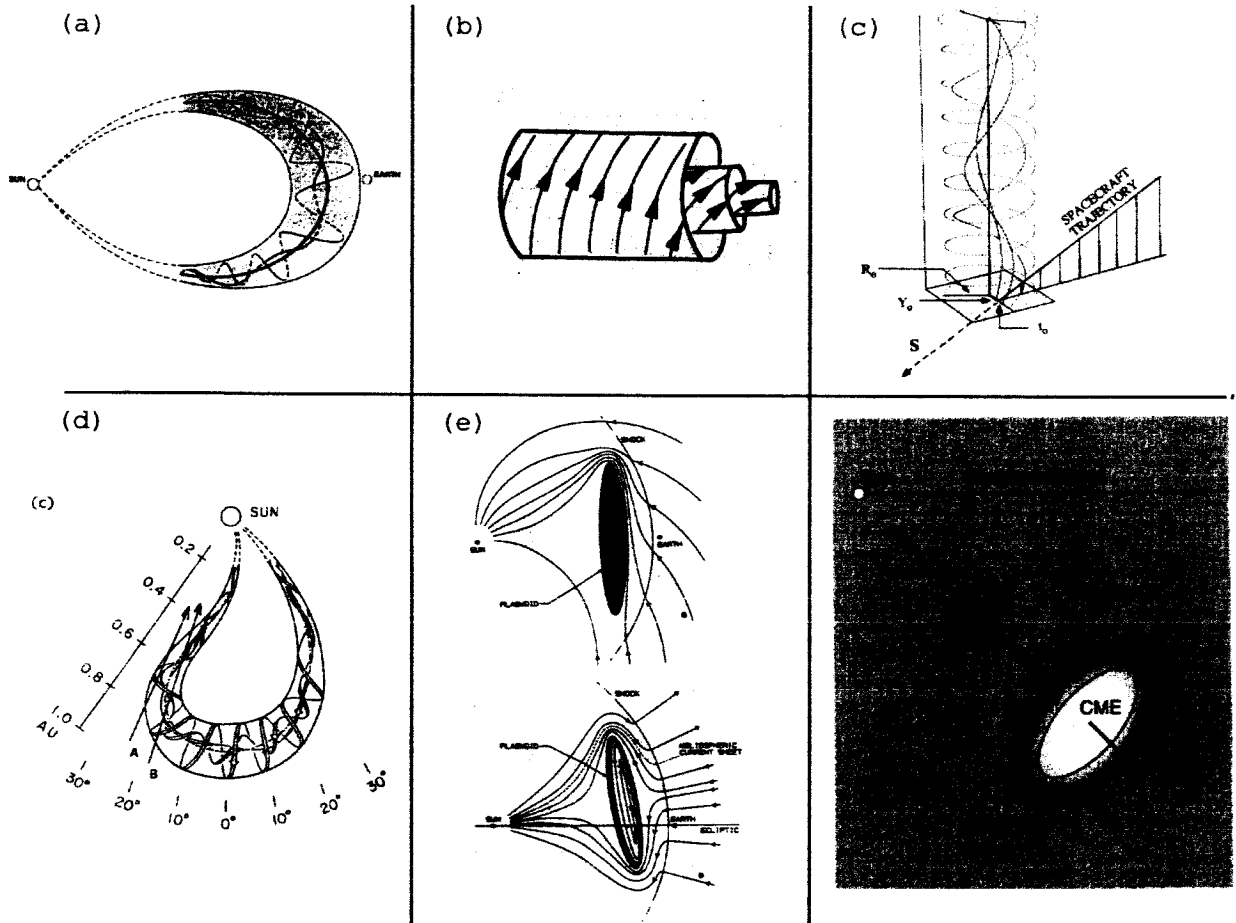 (a)
SUN
EARTH
(b)
(c)
SPACECRAFT
TRAJECTORY
R₀
Y₀
t₀
S
(d)
(c)
SUN
0.2
0.4
0.6
0.8
1.0
AU
A
B
30°
20°
10°
0°
10°
20°
30°
(e)
SHOCK
SUN
EARTH
PLASMOID
B
SHOCK
PLASMOID
HELIOSPHERIC
CURRENT SHEET
SUN
EARTH
ECLIPTIC
B
CME